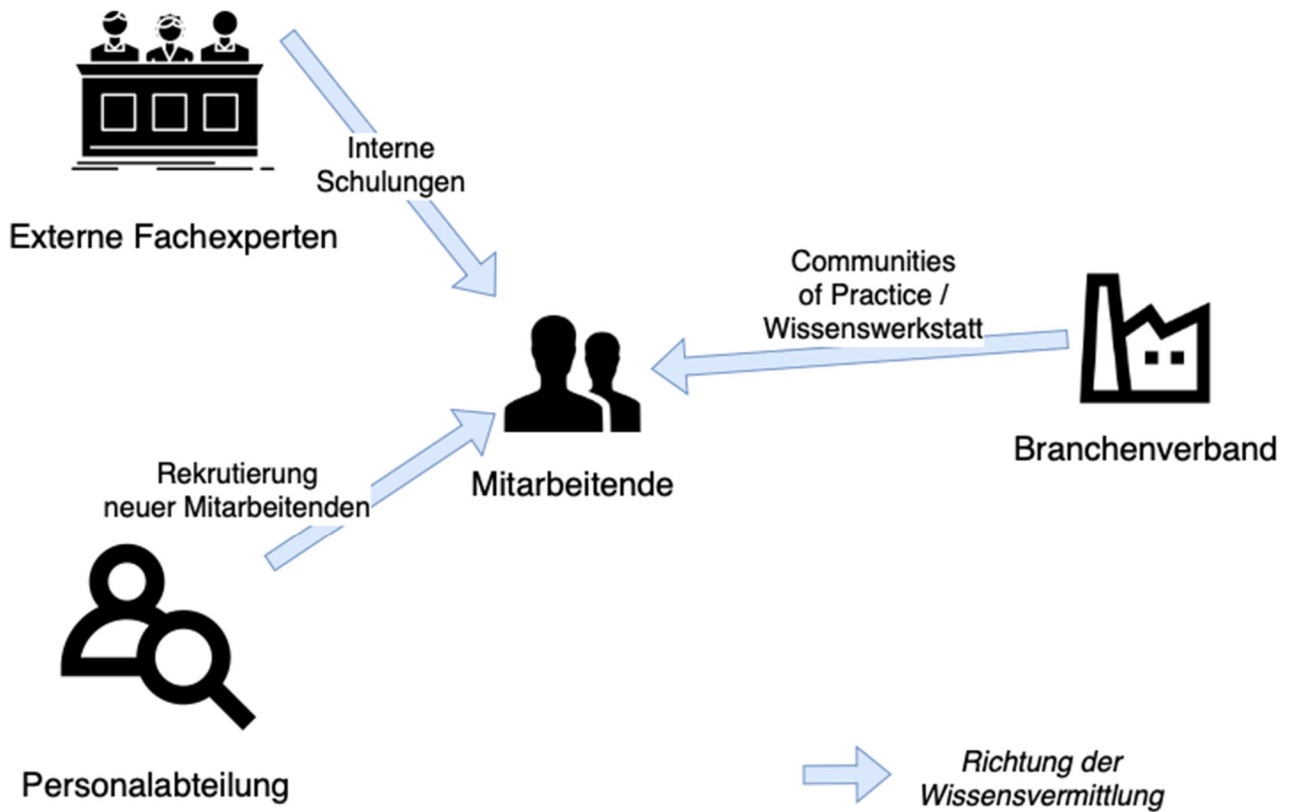 Interne
Schulungen
Externe Fachexperten
Communities
of Practice /
Wissenswerkstatt
Branchenverband
Mitarbeitende
Rekrutierung
neuer Mitarbeitenden
Personalabteilung
Richtung der
Wissensvermittlung